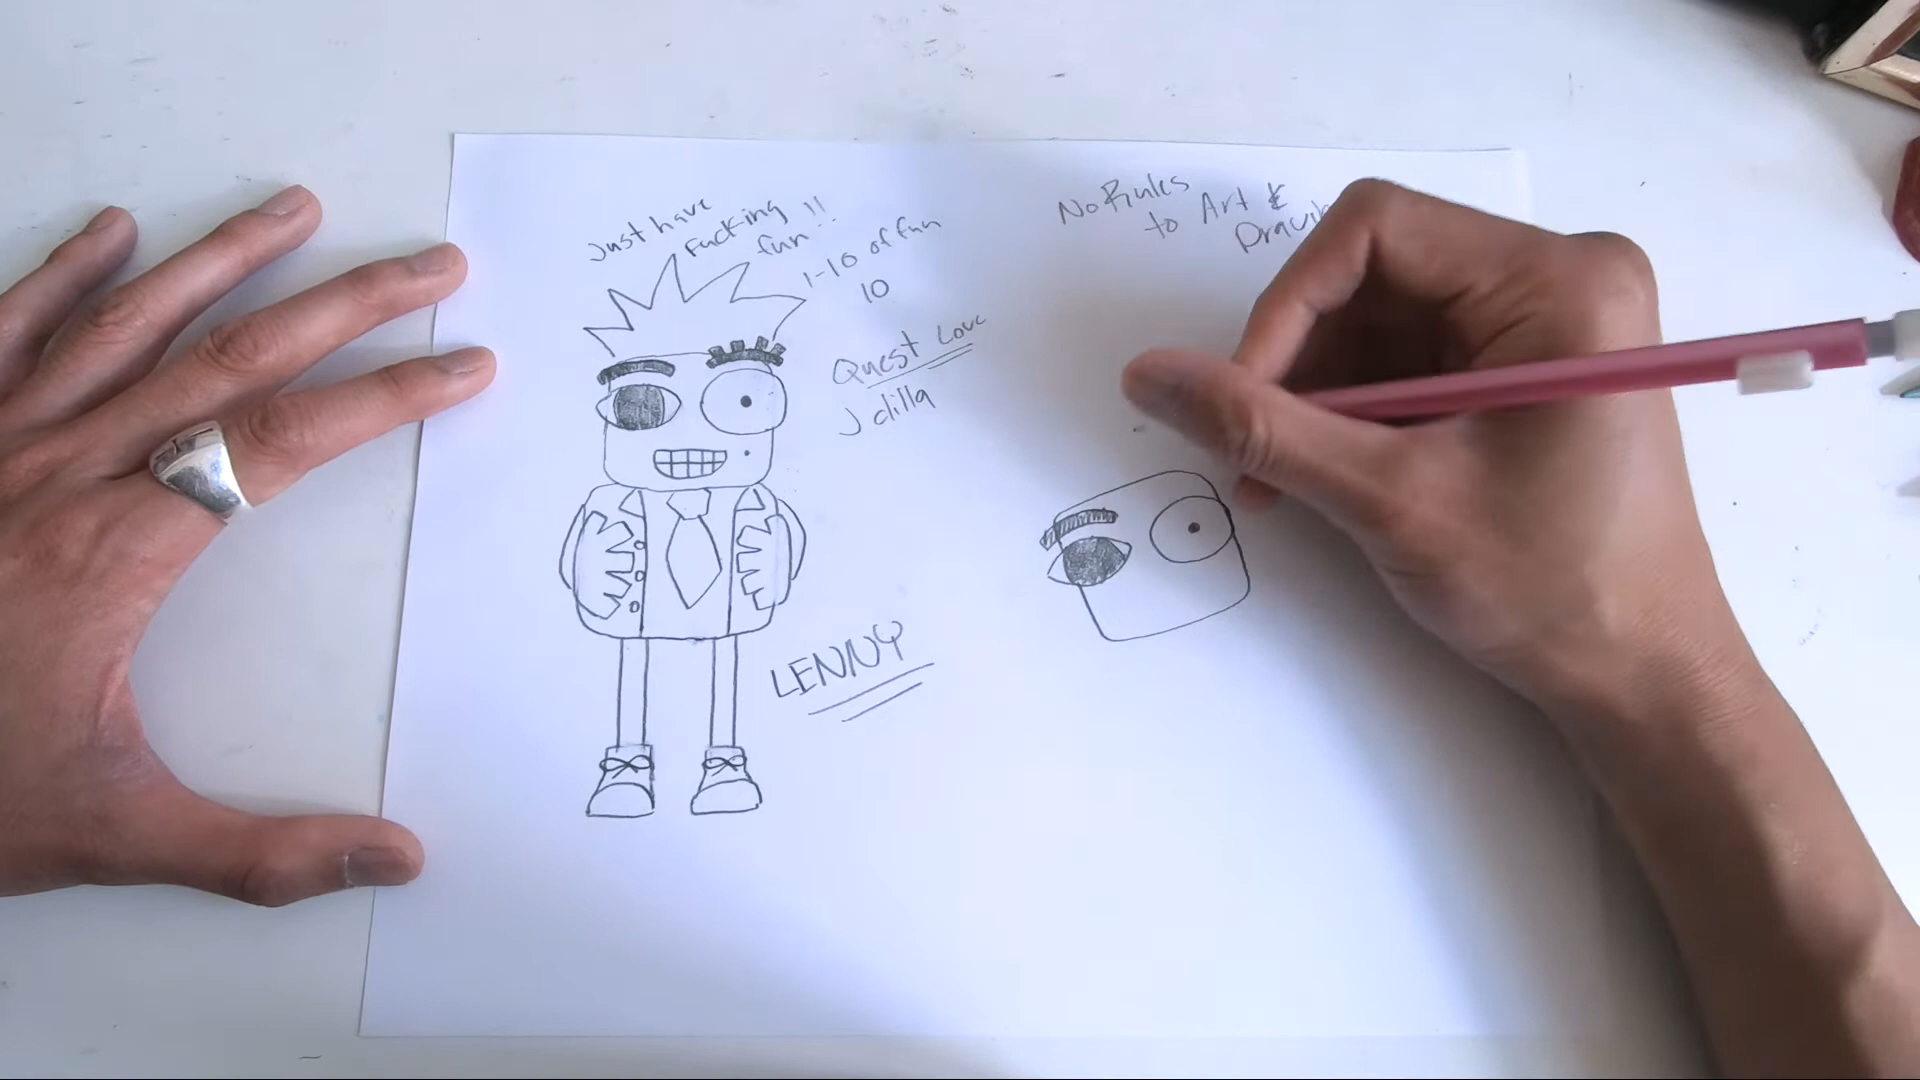 Just have
Fucking
fun!!
1-10 of fun
10
Quest Love
J dilla
LENNY
No Rules
to Art &